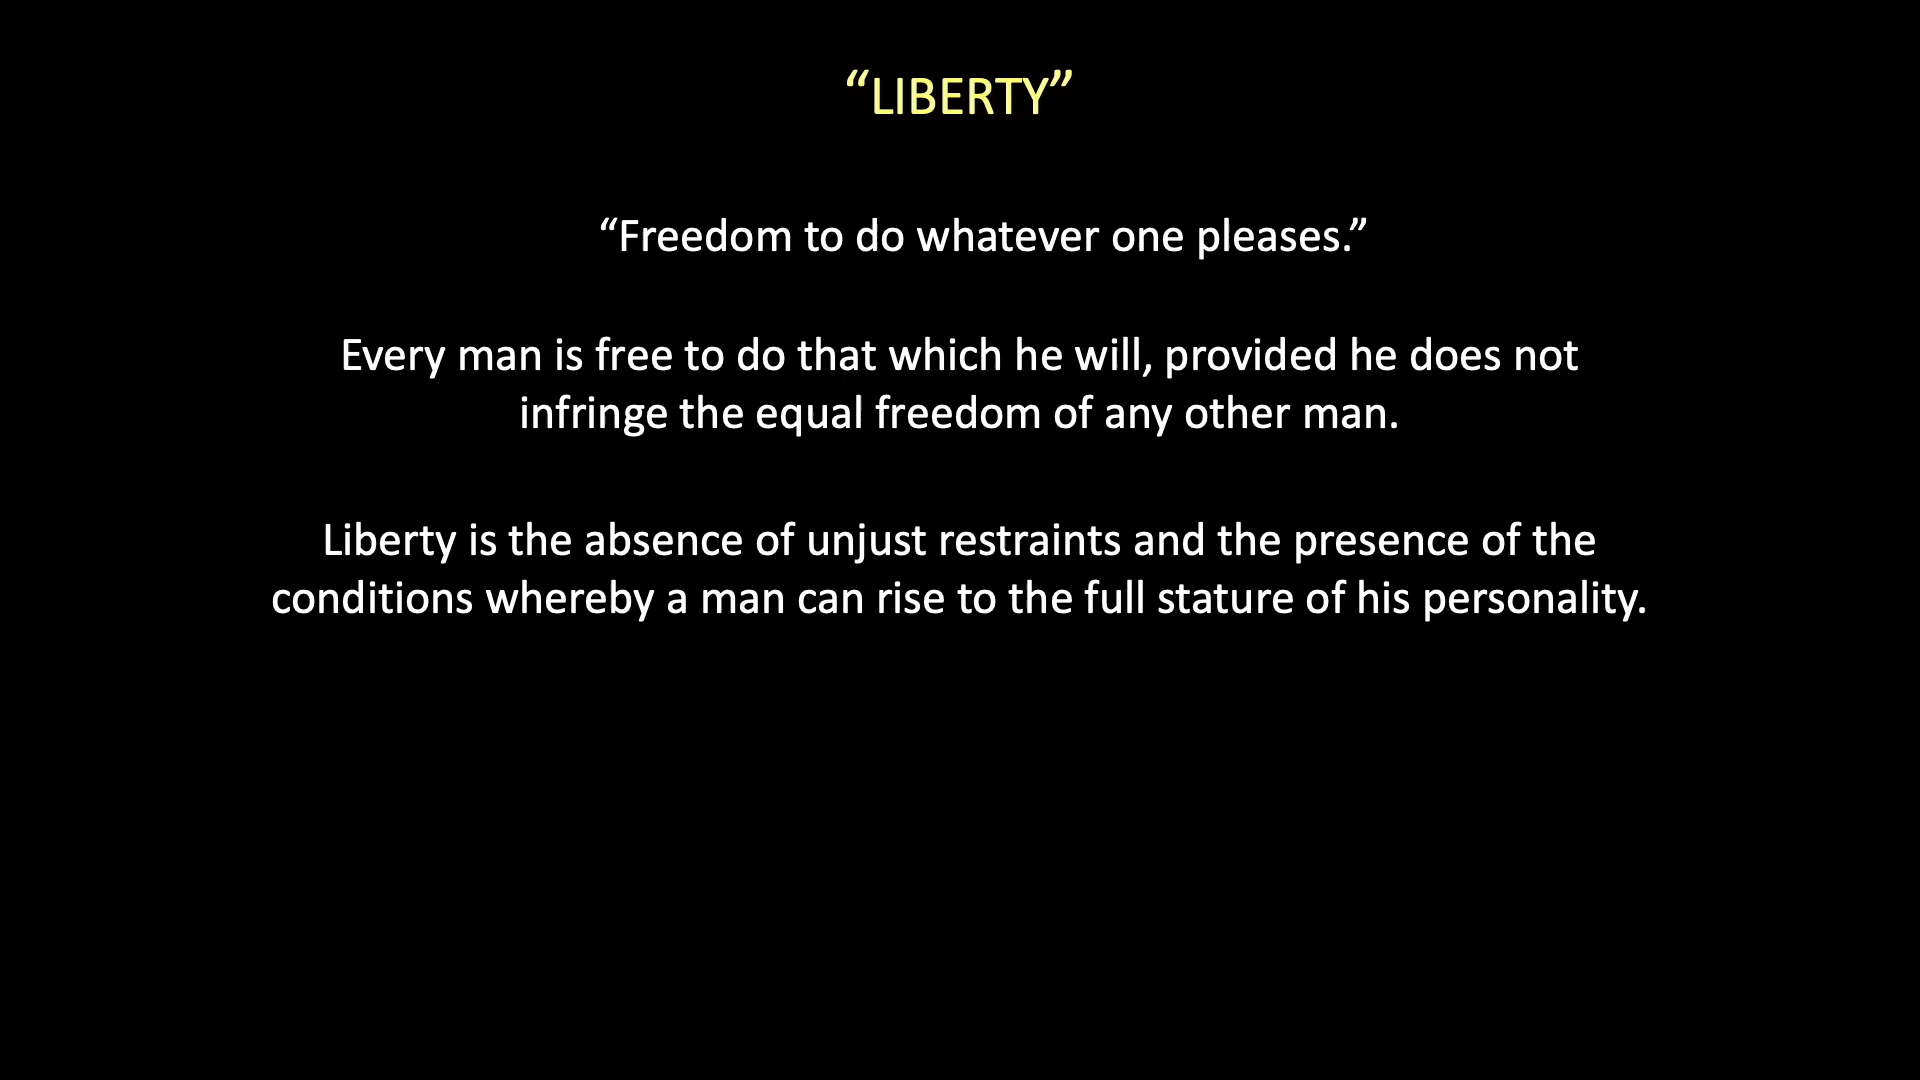 “LIBERTY”
“Freedom to do whatever one pleases.”
Every man is free to do that which he will, provided he does not
infringe the equal freedom of any other man.
Liberty is the absence of unjust restraints and the presence of the
conditions whereby a man can rise to the full stature of his personality.